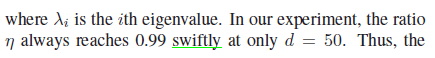 where λᵢ is the ith eigenvalue. In our experiment, the ratio
η always reaches 0.99 swiftly at only d = 50. Thus, the